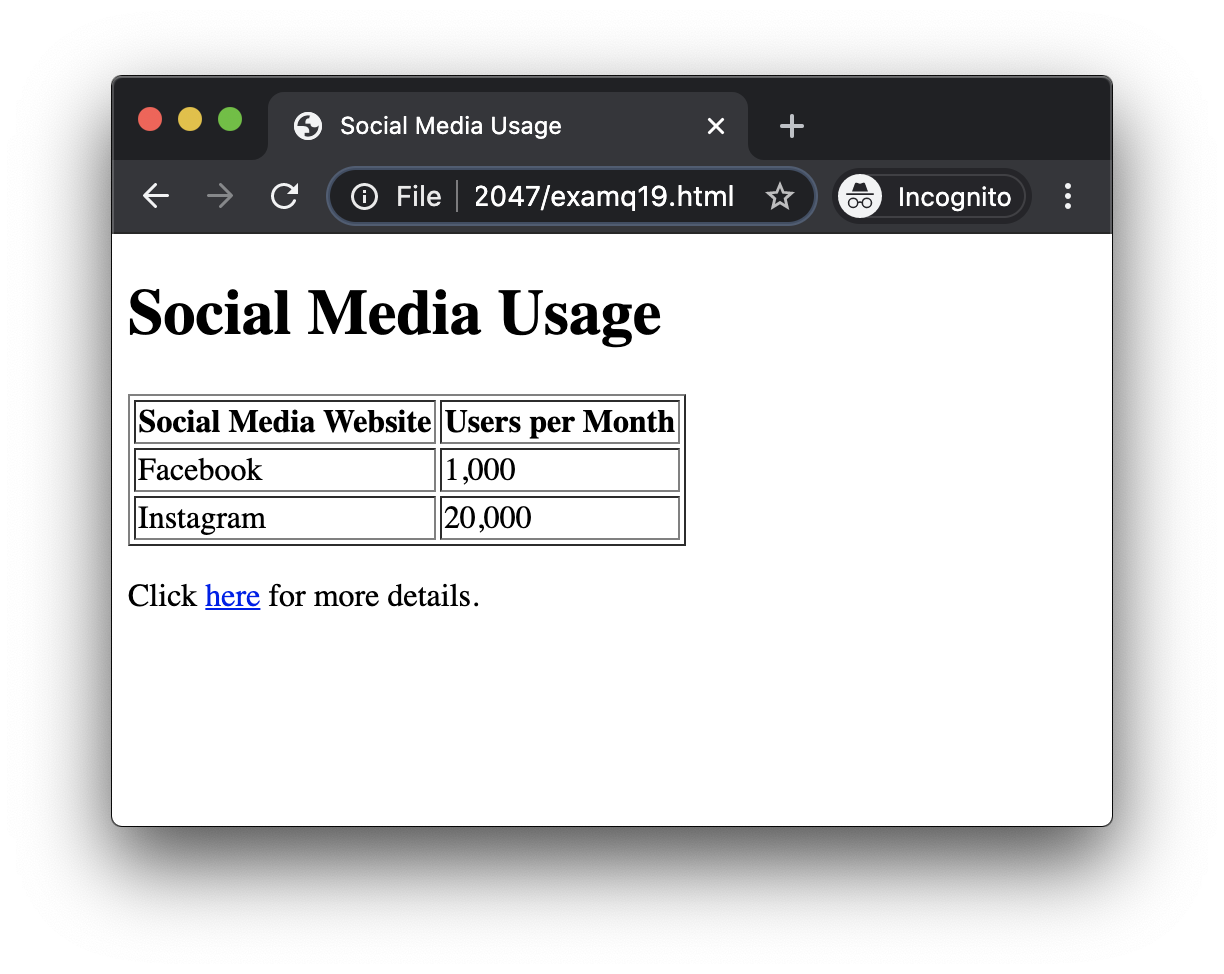 Social Media Usage
File 2047/examq19.html Incognito
Social Media Usage
Social Media Website Users per Month
Facebook 1,000
Instagram 20,000
Click here for more details.